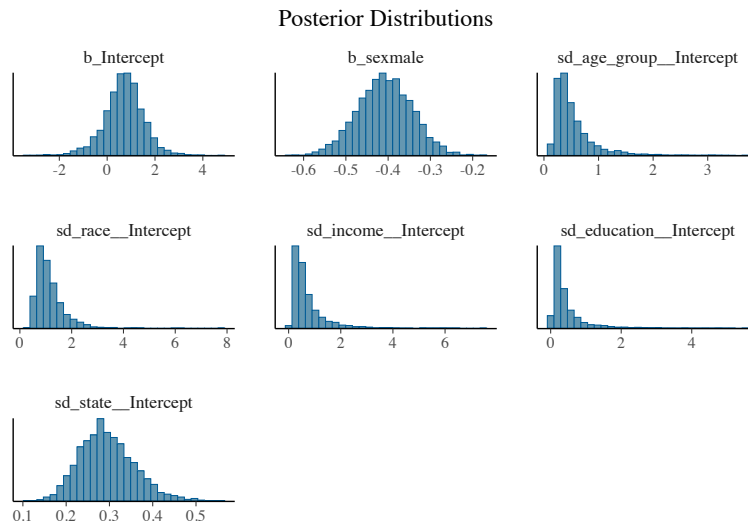 Posterior Distributions
b_Intercept
b_sexmale
sd_age_group__Intercept
-2 0 2 4
-0.6 -0.5 -0.4 -0.3 -0.2
0 1 2 3
sd_race__Intercept
sd_income__Intercept
sd_education__Intercept
0 2 4 6 8
0 2 4 6
0 2 4
sd_state__Intercept
0.1 0.2 0.3 0.4 0.5